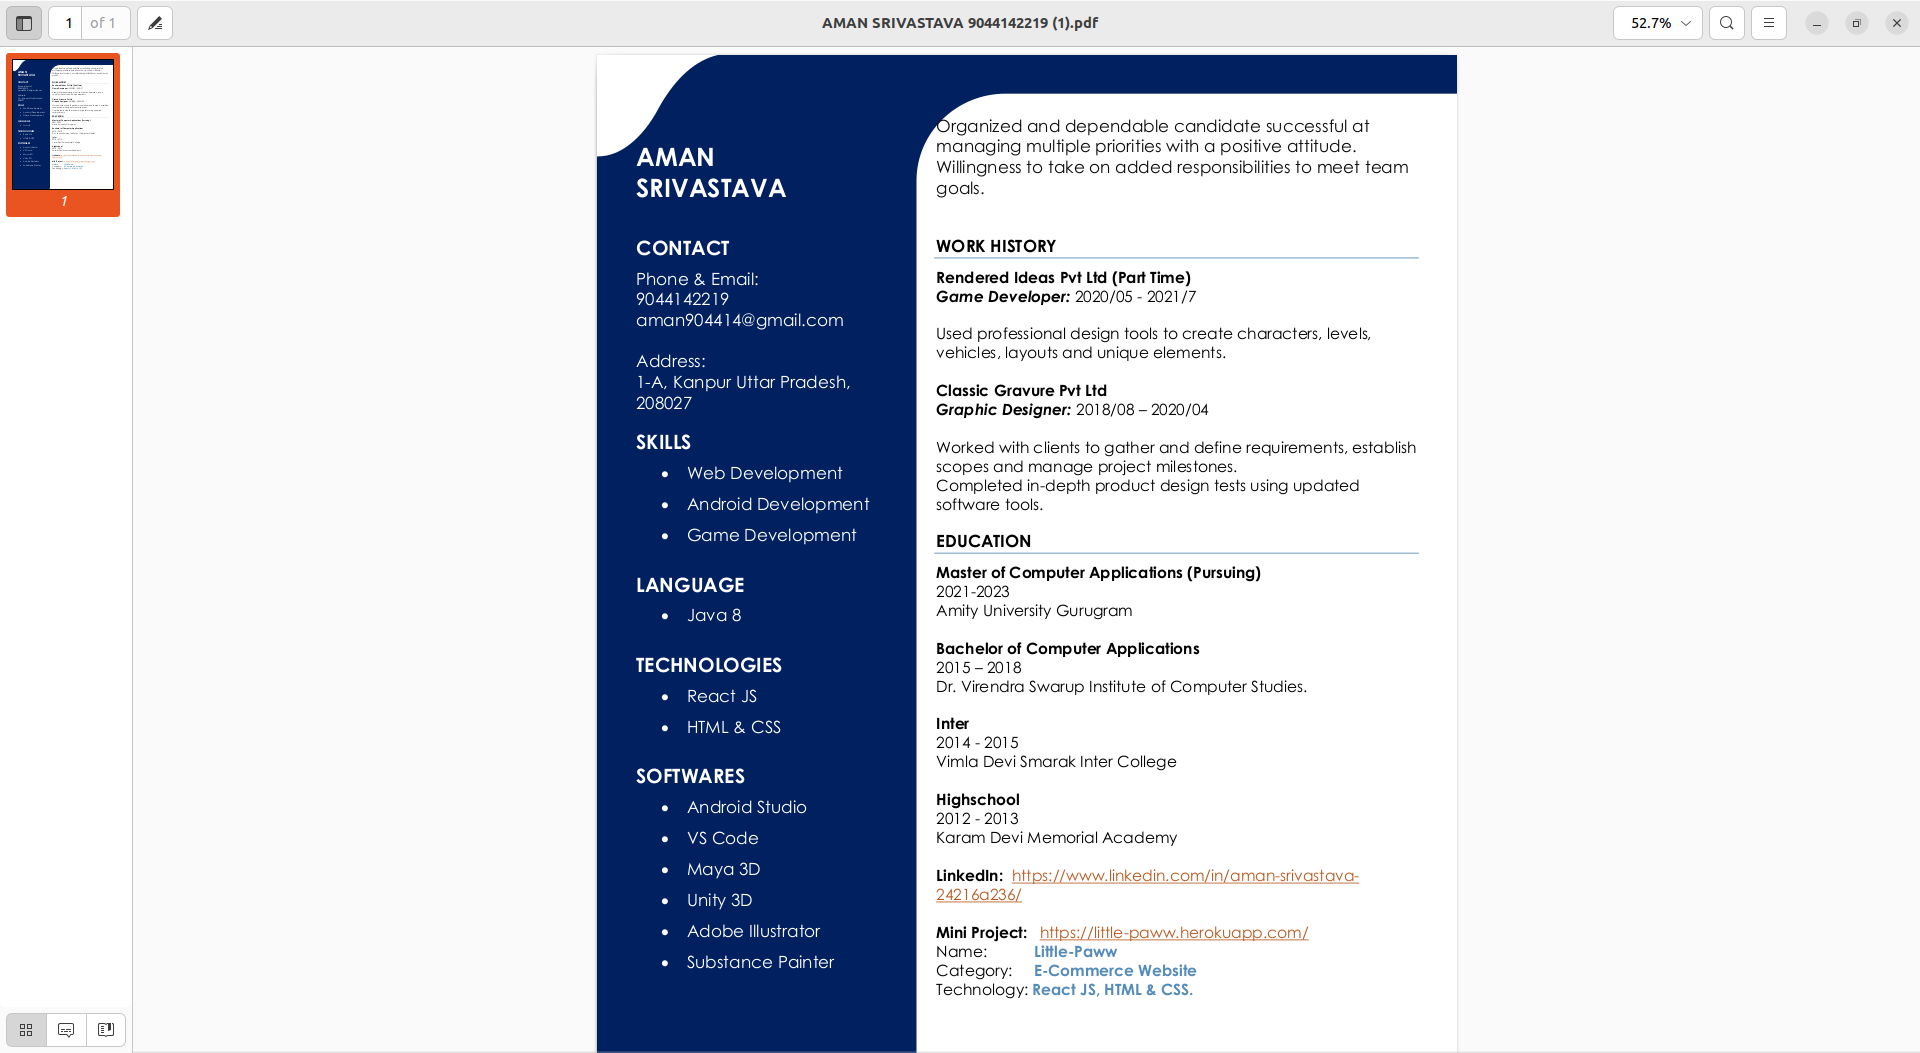 1 of 1
AMAN SRIVASTAVA 9044142219 (1).pdf
52.7%
1
AMAN
SRIVASTAVA
CONTACT
Phone & Email:
9044142219
aman904414@gmail.com
Address:
1-A, Kanpur Uttar Pradesh,
208027
SKILLS
• Web Development
• Android Development
• Game Development
LANGUAGE
• Java 8
TECHNOLOGIES
• React JS
• HTML & CSS
SOFTWARES
• Android Studio
• VS Code
• Maya 3D
• Unity 3D
• Adobe Illustrator
• Substance Painter
Organized and dependable candidate successful at
managing multiple priorities with a positive attitude.
Willingness to take on added responsibilities to meet team
goals.
WORK HISTORY
Rendered Ideas Pvt Ltd (Part Time)
Game Developer: 2020/05 - 2021/7
Used professional design tools to create characters, levels,
vehicles, layouts and unique elements.
Classic Gravure Pvt Ltd
Graphic Designer: 2018/08 – 2020/04
Worked with clients to gather and define requirements, establish
scopes and manage project milestones.
Completed in-depth product design tests using updated
software tools.
EDUCATION
Master of Computer Applications (Pursuing)
2021-2023
Amity University Gurugram
Bachelor of Computer Applications
2015 – 2018
Dr. Virendra Swarup Institute of Computer Studies.
Inter
2014 - 2015
Vimla Devi Smarak Inter College
Highschool
2012 - 2013
Karam Devi Memorial Academy
LinkedIn: https://www.linkedin.com/in/aman-srivastava-
24216a236/
Mini Project: https://little-paww.herokuapp.com/
Name: Little-Paww
Category: E-Commerce Website
Technology: React JS, HTML & CSS.